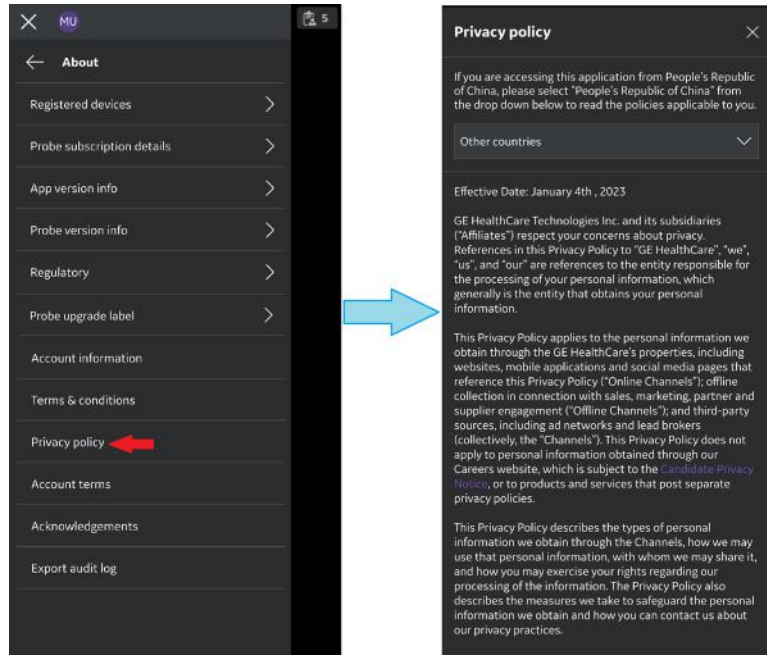 MU
5
About
Registered devices
Probe subscription details
App version info
Probe version info
Regulatory
Probe upgrade label
Account information
Terms & conditions
Privacy policy
Account terms
Acknowledgements
Export audit log
Privacy policy
If you are accessing this application from People's Republic
of China, please select "People's Republic of China" from
the drop down below to read the policies applicable to you.
Other countries
Effective Date: January 4th , 2023
GE HealthCare Technologies Inc. and its subsidiaries
("Affiliates") respect your concerns about privacy.
References in this Privacy Policy to "GE HealthCare", "we",
"us", and "our" are references to the entity responsible for
the processing of your personal information, which
generally is the entity that obtains your personal
information.
This Privacy Policy applies to the personal information we
obtain through the GE HealthCare's properties, including
websites, mobile applications and social media pages that
reference this Privacy Policy ("Online Channels"); offline
collection in connection with sales, marketing, partner and
supplier engagement ("Offline Channels"); and third-party
sources, including ad networks and lead brokers
(collectively, the "Channels"). This Privacy Policy does not
apply to personal information obtained through our
Careers website, which is subject to the Candidate Privacy
Notice, or to products and services that post separate
privacy policies.
This Privacy Policy describes the types of personal
information we obtain through the Channels, how we may
use that personal information, with whom we may share it,
and how you may exercise your rights regarding our
processing of the information. The Privacy Policy also
describes the measures we take to safeguard the personal
information we obtain and how you can contact us about
our privacy practices.